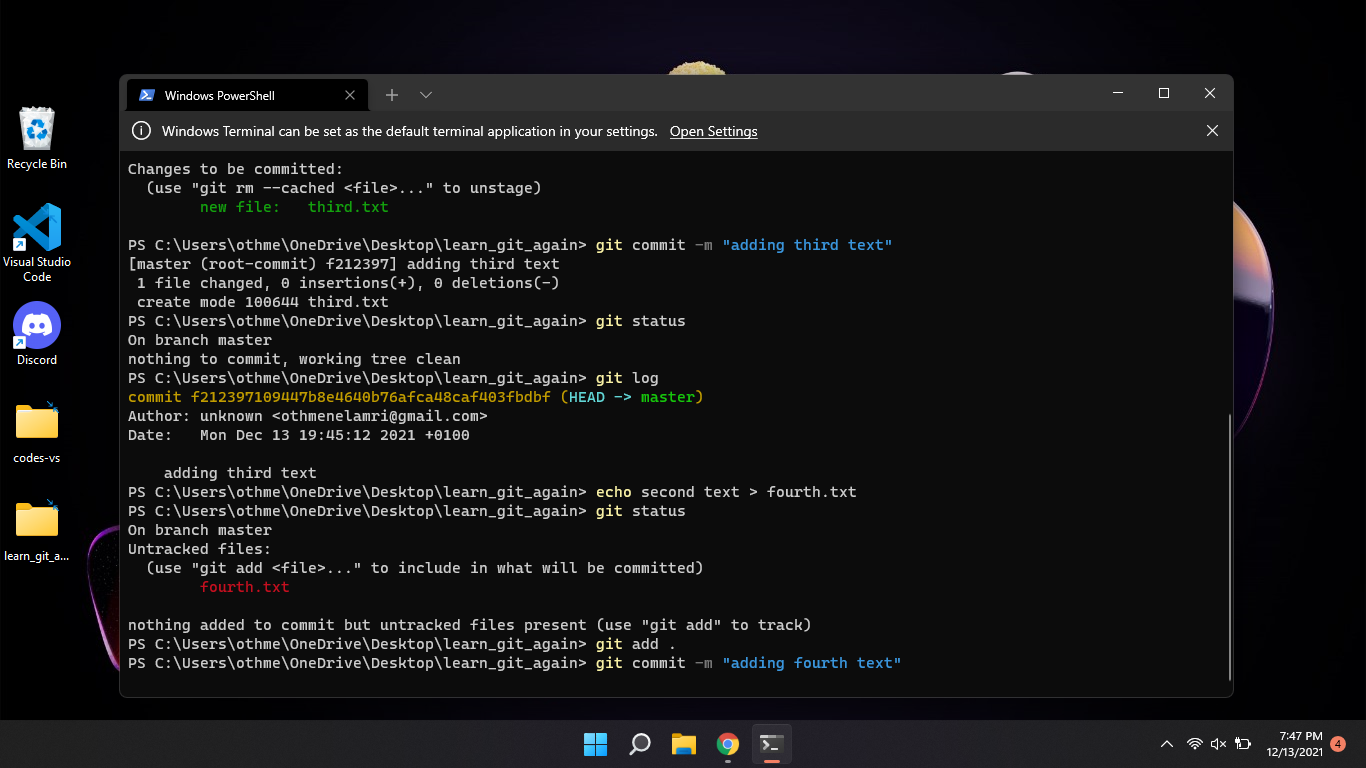 Windows PowerShell
Windows Terminal can be set as the default terminal application in your settings. Open Settings
Recycle Bin
Visual Studio
Code
Discord
codes-vs
learn_git_a...
Changes to be committed:
(use "git rm --cached <file>..." to unstage)
new file: third.txt
PS C:\Users\othme\OneDrive\Desktop\learn_git_again> git commit -m "adding third text"
[master (root-commit) f212397] adding third text
1 file changed, 0 insertions(+), 0 deletions(-)
create mode 100644 third.txt
PS C:\Users\othme\OneDrive\Desktop\learn_git_again> git status
On branch master
nothing to commit, working tree clean
PS C:\Users\othme\OneDrive\Desktop\learn_git_again> git log
commit f212397109447b8e4640b76afca48caf403fbdbf (HEAD -> master)
Author: unknown <othmenelamri@gmail.com>
Date: Mon Dec 13 19:45:12 2021 +0100
adding third text
PS C:\Users\othme\OneDrive\Desktop\learn_git_again> echo second text > fourth.txt
PS C:\Users\othme\OneDrive\Desktop\learn_git_again> git status
On branch master
Untracked files:
(use "git add <file>..." to include in what will be committed)
fourth.txt
nothing added to commit but untracked files present (use "git add" to track)
PS C:\Users\othme\OneDrive\Desktop\learn_git_again> git add .
PS C:\Users\othme\OneDrive\Desktop\learn_git_again> git commit -m "adding fourth text"
7:47 PM
12/13/2021
4